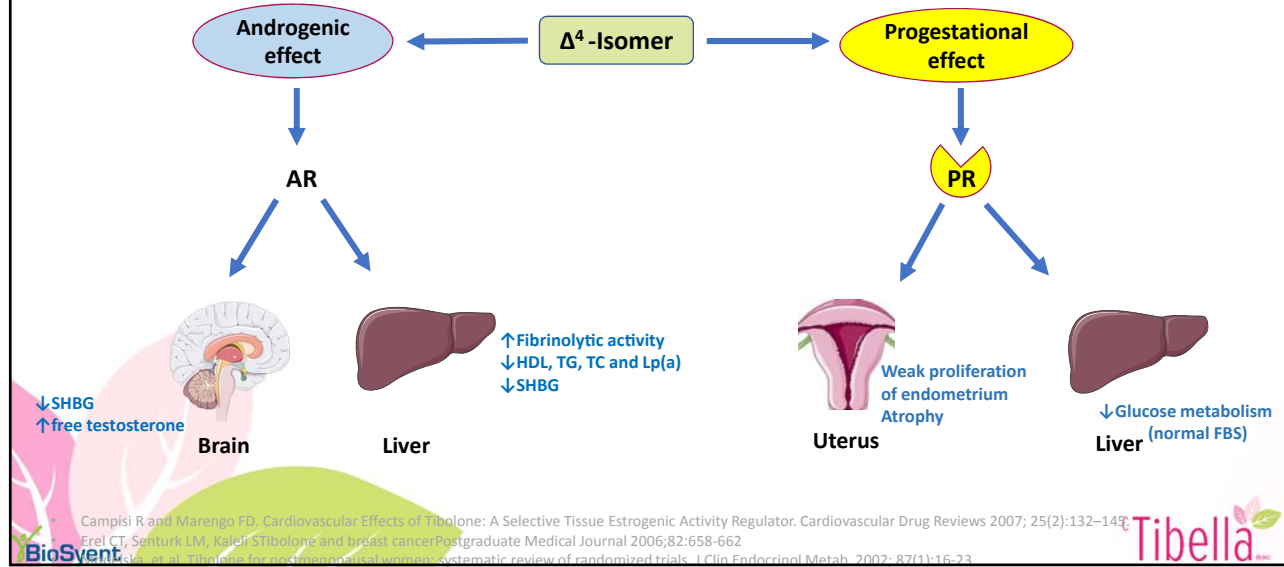 Androgenic
effect
Δ⁴ -Isomer
Progestational
effect
AR
PR
↑Fibrinolytic activity
↓HDL, TG, TC and Lp(a)
↓SHBG
↓SHBG
↑free testosterone
Brain
Liver
Weak proliferation
of endometrium
Atrophy
Uterus
↓Glucose metabolism
(normal FBS)
Liver
Campisi R and Marengo FD. Cardiovascular Effects of Tibolone: A Selective Tissue Estrogenic Activity Regulator. Cardiovascular Drug Reviews 2007; 25(2):132–145.
Erel CT, Senturk LM, Kaleli STibolone and breast cancerPostgraduate Medical Journal 2006;82:658-662
et al. Tibolone for postmenopausal women: systematic review of randomized trials. J Clin Endocrinol Metab. 2002; 87(1):16-23
BioSyent
Tibella